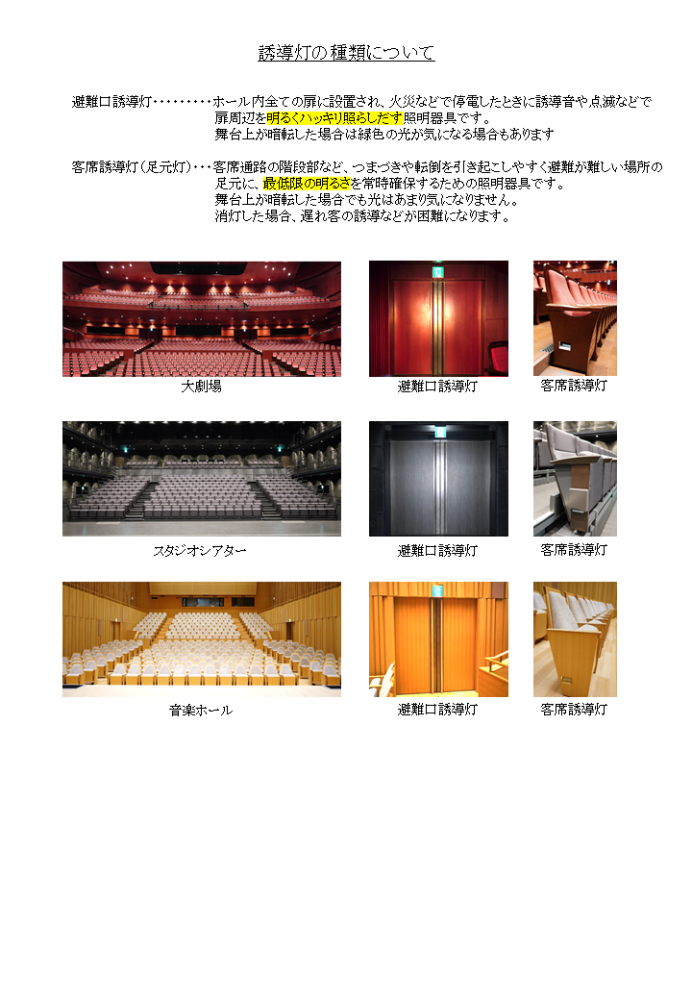 誘導灯の種類について
避難口誘導灯・・・・・・・・・ホール内全ての扉に設置され、火災などで停電したときに誘導音や点滅などで
扉周辺を明るくハッキリ照らしだす照明器具です。
舞台上が暗転した場合は緑色の光が気になる場合もあります
客席誘導灯(足元灯)・・・客席通路の階段部など、つまづきや転倒を引き起こしやすく避難が難しい場所の
足元に、最低限の明るさを常時確保するための照明器具です。
舞台上が暗転した場合でも光はあまり気になりません。
消灯した場合、遅れ客の誘導などが困難になります。
大劇場 避難口誘導灯 客席誘導灯
スタジオシアター 避難口誘導灯 客席誘導灯
音楽ホール 避難口誘導灯 客席誘導灯